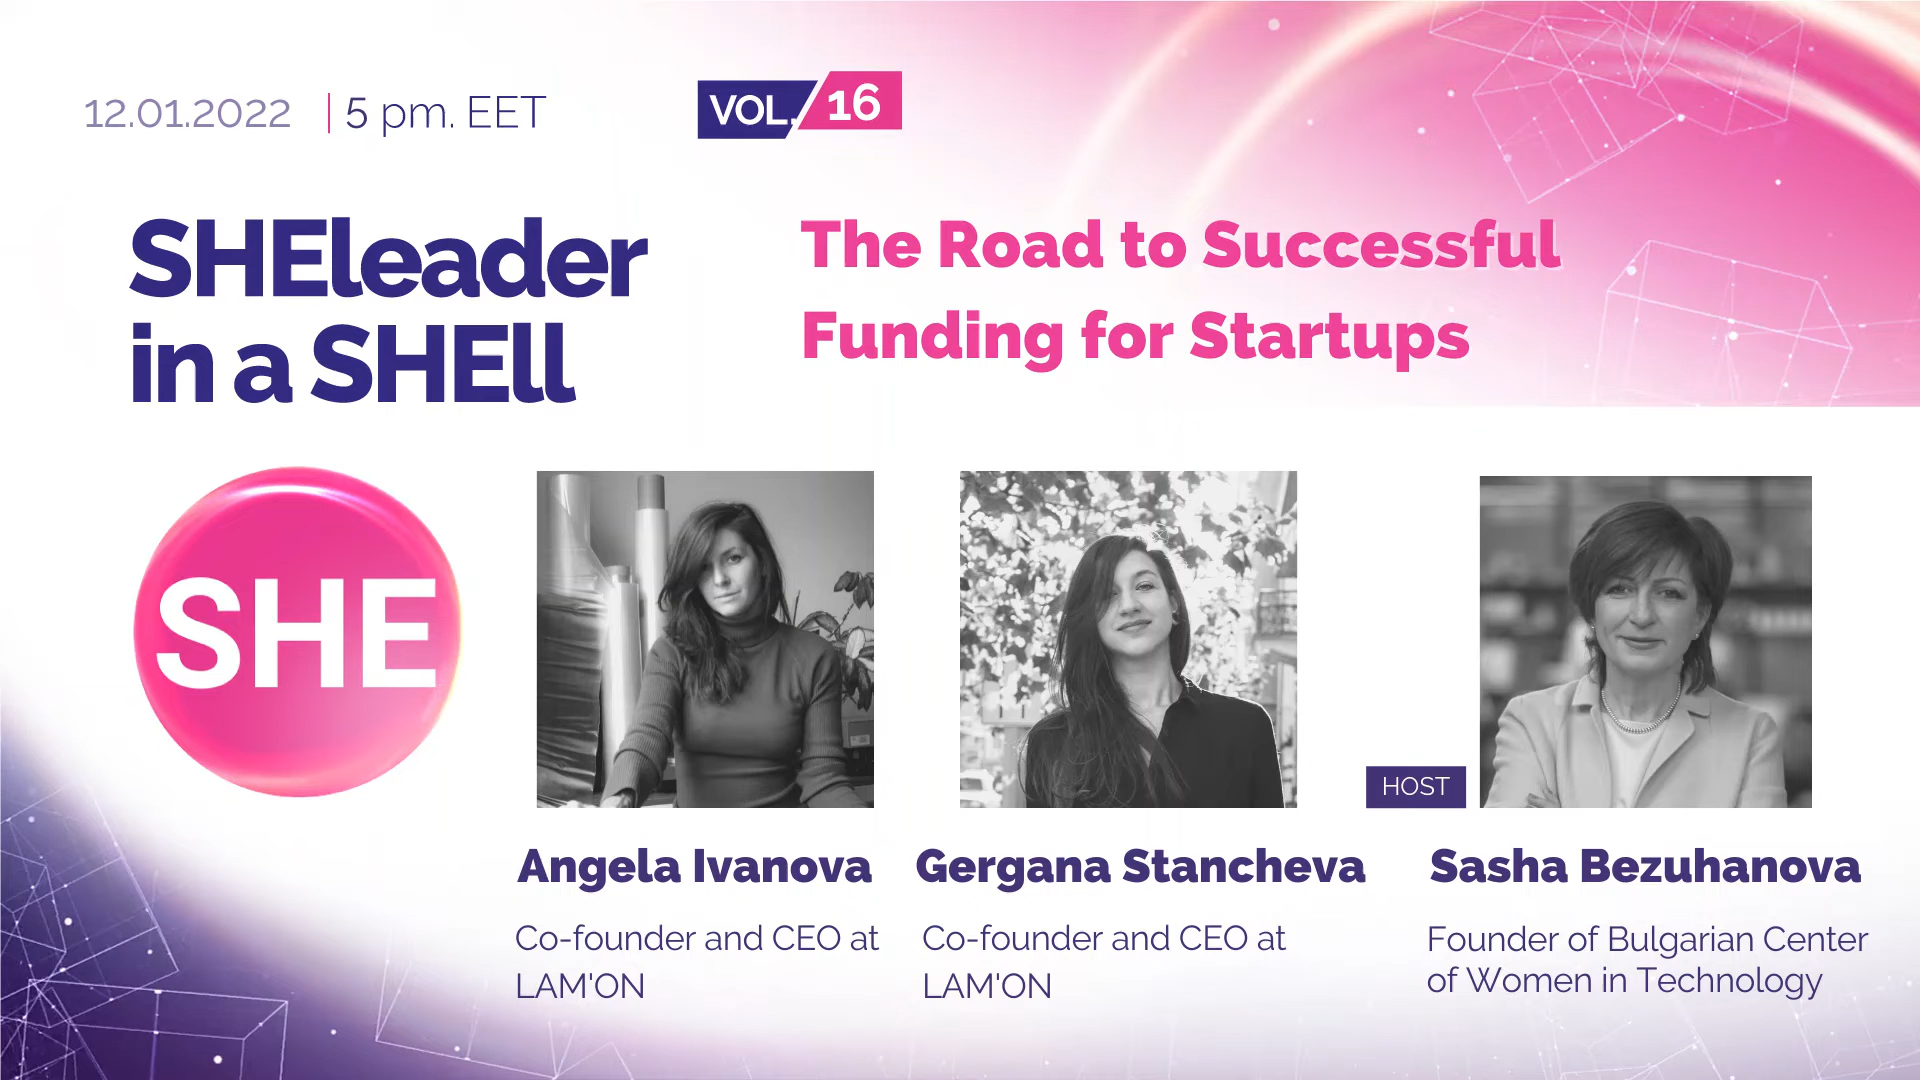 12.01.2022 | 5 pm. EET
VOL. 16
SHEleader
in a SHEll
The Road to Successful
Funding for Startups
SHE
HOST
Angela Ivanova
Co-founder and CEO at
LAM'ON
Gergana Stancheva
Co-founder and CEO at
LAM'ON
Sasha Bezuhanova
Founder of Bulgarian Center
of Women in Technology